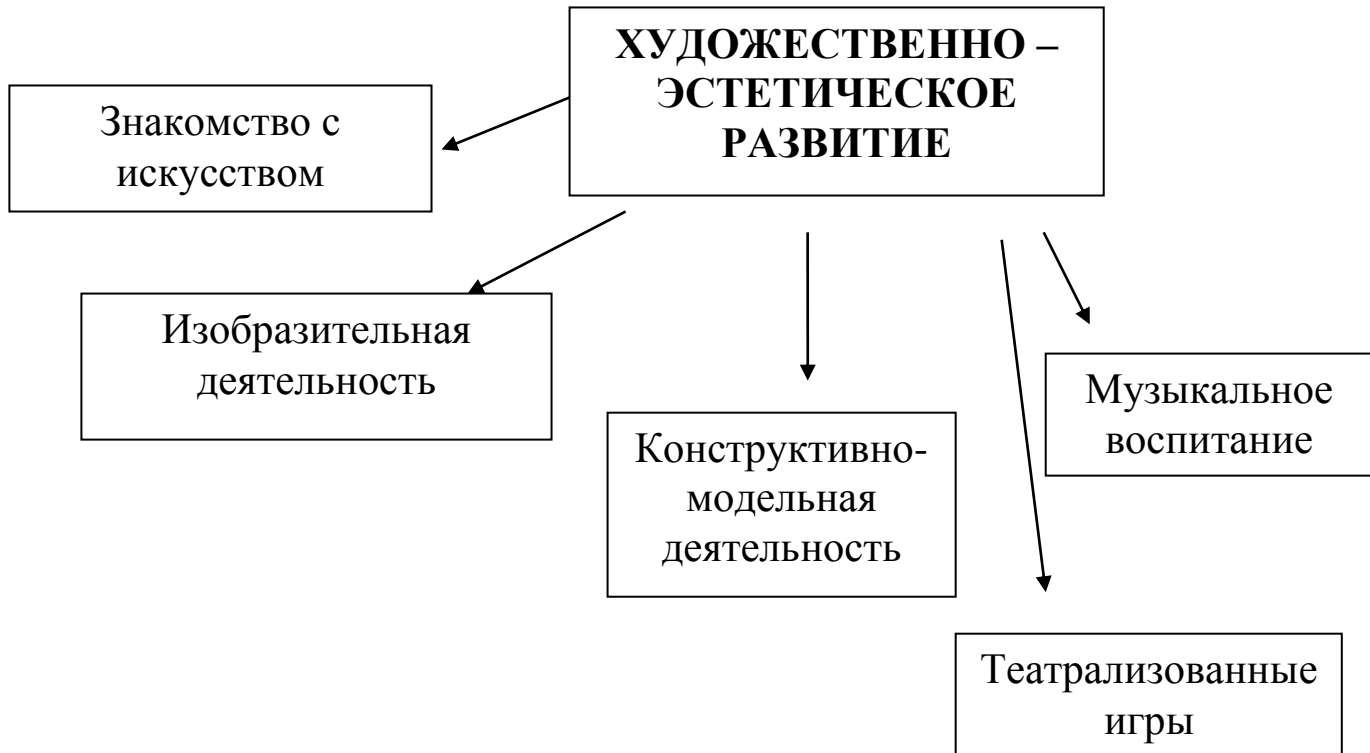 ХУДОЖЕСТВЕННО –
ЭСТЕТИЧЕСКОЕ
РАЗВИТИЕ
Знакомство с
искусством
Изобразительная
деятельность
Конструктивно-
модельная
деятельность
Музыкальное
воспитание
Театрализованные
игры